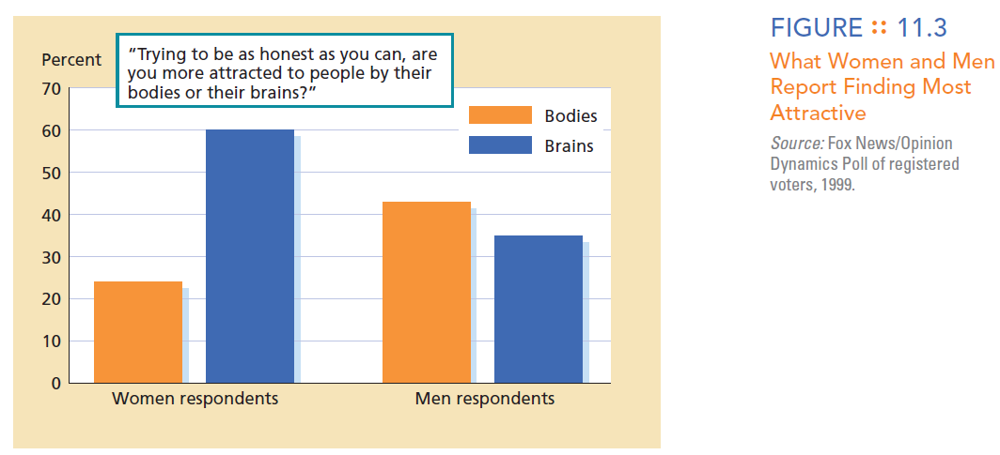 Percent
“Trying to be as honest as you can, are
you more attracted to people by their
bodies or their brains?”
70
60
50
40
30
20
10
0
Bodies
Brains
Women respondents
Men respondents
FIGURE :: 11.3
What Women and Men
Report Finding Most
Attractive
Source: Fox News/Opinion
Dynamics Poll of registered
voters, 1999.